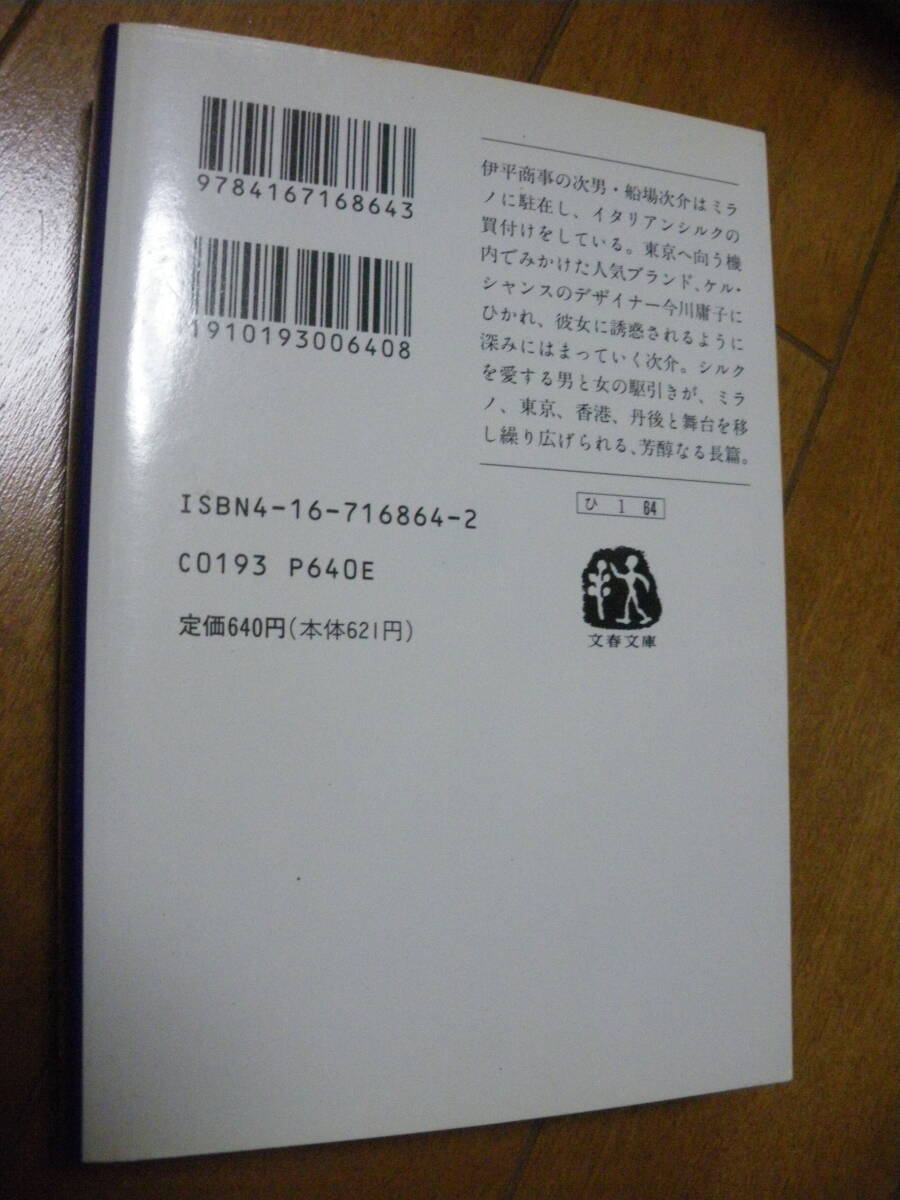 9784167168643
1910193006408
伊平商事の次男・船場次介はミラ
ノに駐在し、イタリアンシルクの
買付けをしている。東京へ向う機
内でみかけた人気ブランド、ケル・
シャンスのデザイナー今川庸子に
ひかれ、彼女に誘惑されるように
深みにはまっていく次介。シルク
を愛する男と女の駆引きが、ミラ
ノ、東京、香港、丹後と舞台を移
し繰り広げられる、芳醇なる長篇。
ISBN4-16-716864-2
C0193 P640E
定価640円(本体621円)
ひ 1 64
文春文庫